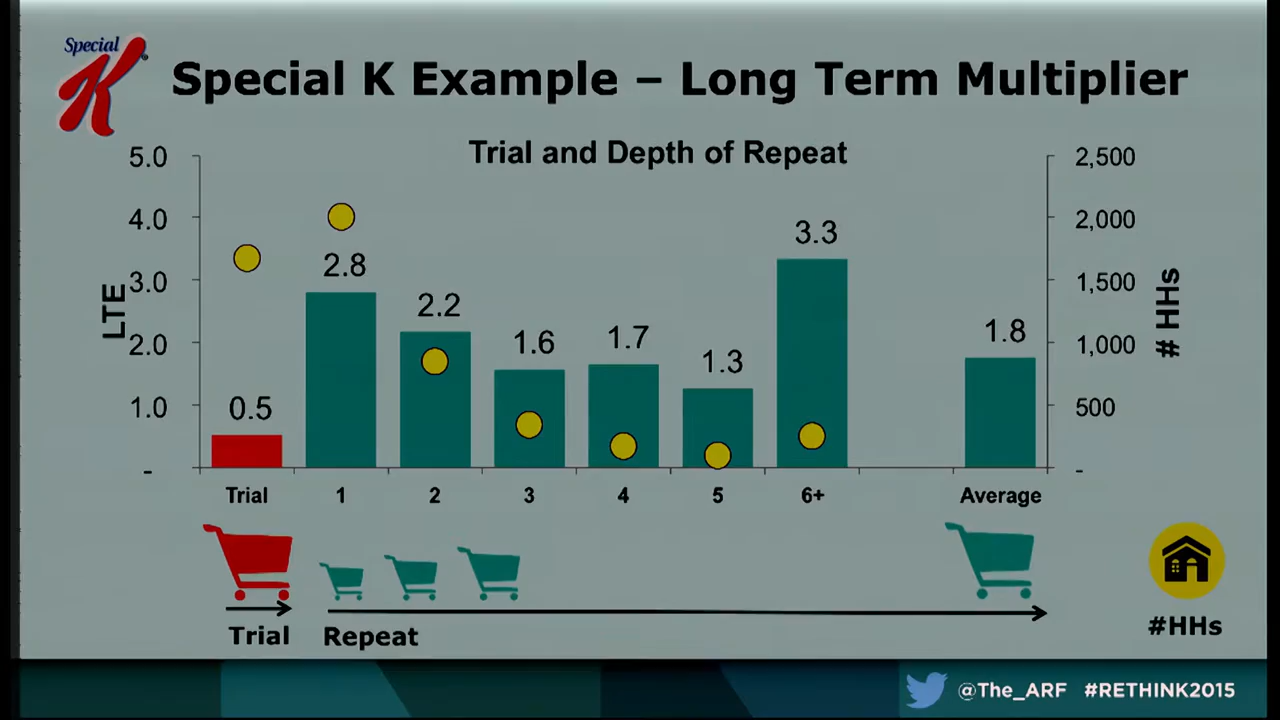 Special
K
Special K Example – Long Term Multiplier
Trial and Depth of Repeat
5.0
4.0
3.0
2.0
1.0
-
LTE
2,500
2,000
1,500
1,000
500
-
# HHs
0.5
2.8
2.2
1.6
1.7
1.3
3.3
1.8
Trial 1 2 3 4 5 6+ Average
Trial
Repeat
#HHs
@The_ARF #RETHINK2015